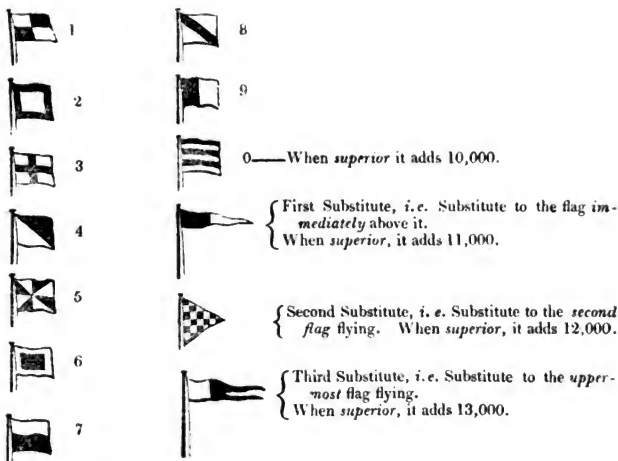 1
2
3
4
5
6
7
8
9
0—When superior it adds 10,000.
First Substitute, i. e. Substitute to the flag im-
mediately above it.
When superior, it adds 11,000.
Second Substitute, i. e. Substitute to the second
flag flying. When superior, it adds 12,000.
Third Substitute, i. e. Substitute to the upper-
most flag flying.
When superior, it adds 13,000.